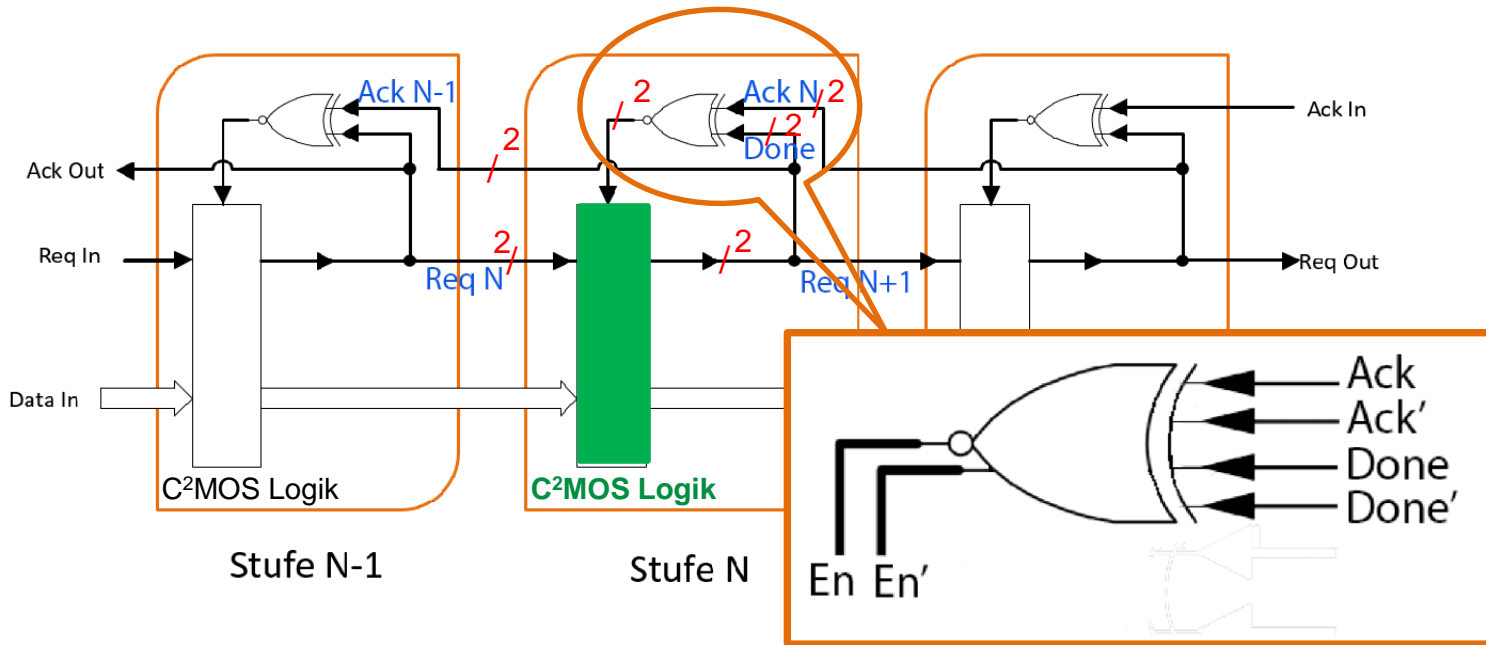 Ack N-1
2
Ack N
2
Ack In
2
Done
2
Ack Out
Req In
Req N
2
2
Req N+1
Req Out
Data In
C²MOS Logik
C²MOS Logik
Stufe N-1
Stufe N
Ack
Ack’
Done
Done’
En
En’